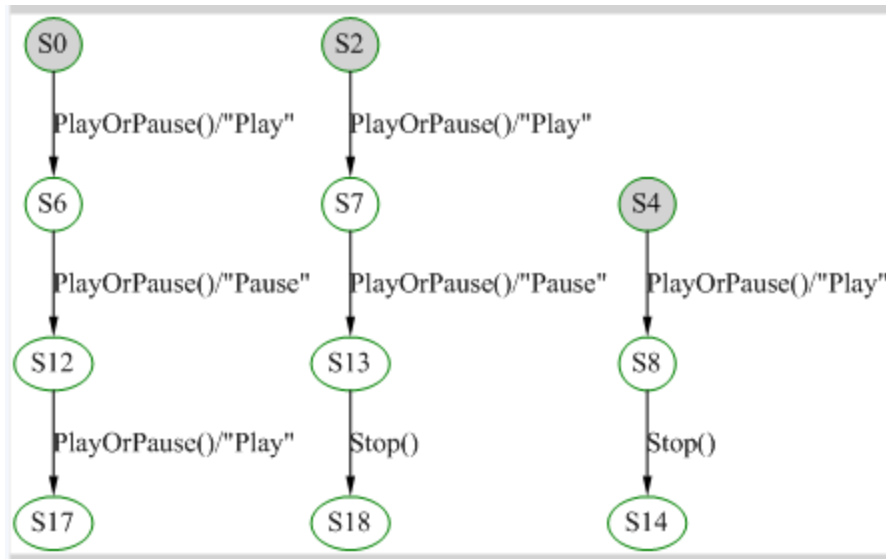 S0 S2
PlayOrPause()/"Play" PlayOrPause()/"Play"
S6 S7 S4
PlayOrPause()/"Pause" PlayOrPause()/"Pause" PlayOrPause()/"Play"
S12 S13 S8
PlayOrPause()/"Play" Stop() Stop()
S17 S18 S14